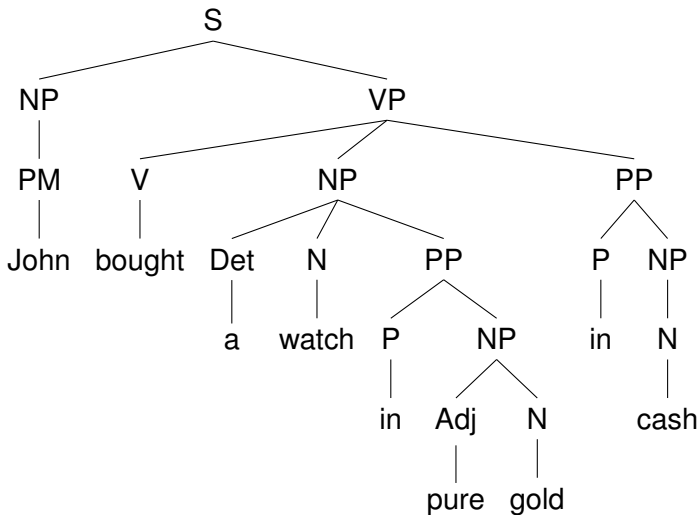 S
NP VP
PM V NP PP
John bought Det N PP P NP
a watch P NP in N
in Adj N cash
pure gold